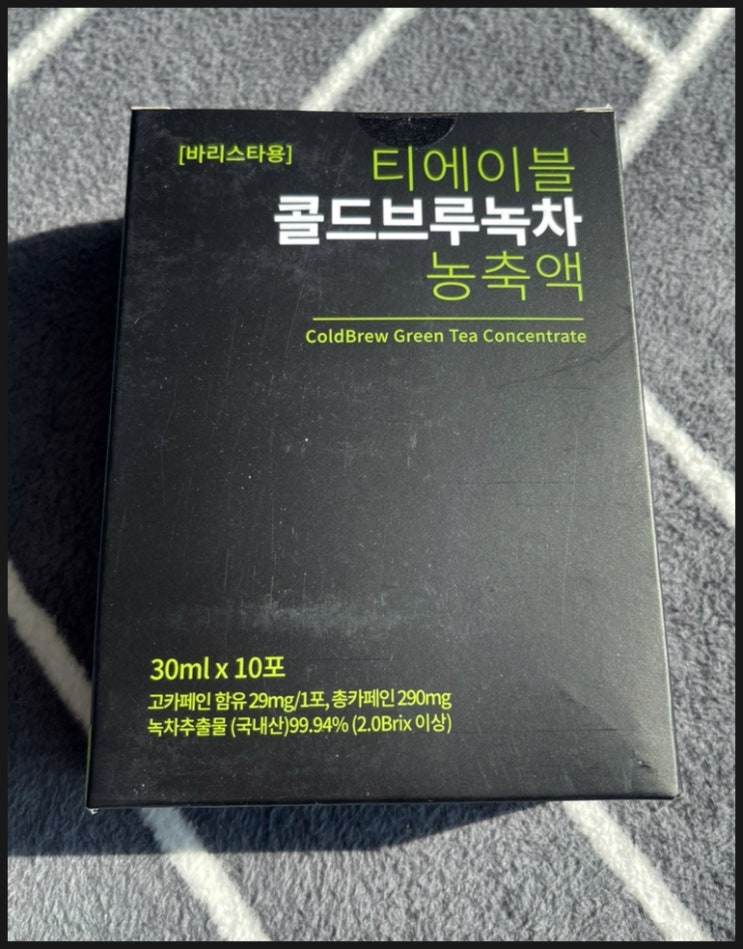 [바리스타용]
티에이블
콜드브루녹차
농축액
ColdBrew Green Tea Concentrate
30ml x 10포
고카페인 함유 29mg/1포, 총카페인 290mg
녹차추출물 (국내산)99.94% (2.0Brix 이상)